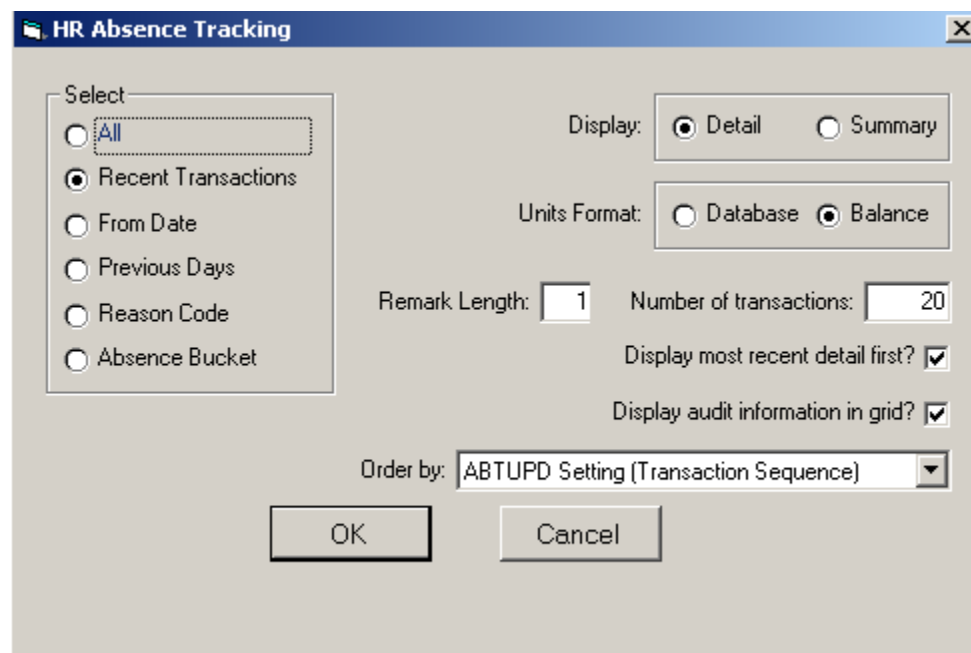 HR Absence Tracking
Select
All
Recent Transactions
From Date
Previous Days
Reason Code
Absence Bucket
Display: Detail Summary
Units Format: Database Balance
Remark Length: 1 Number of transactions: 20
Display most recent detail first?
Display audit information in grid?
Order by: ABTUPD Setting (Transaction Sequence)
OK Cancel